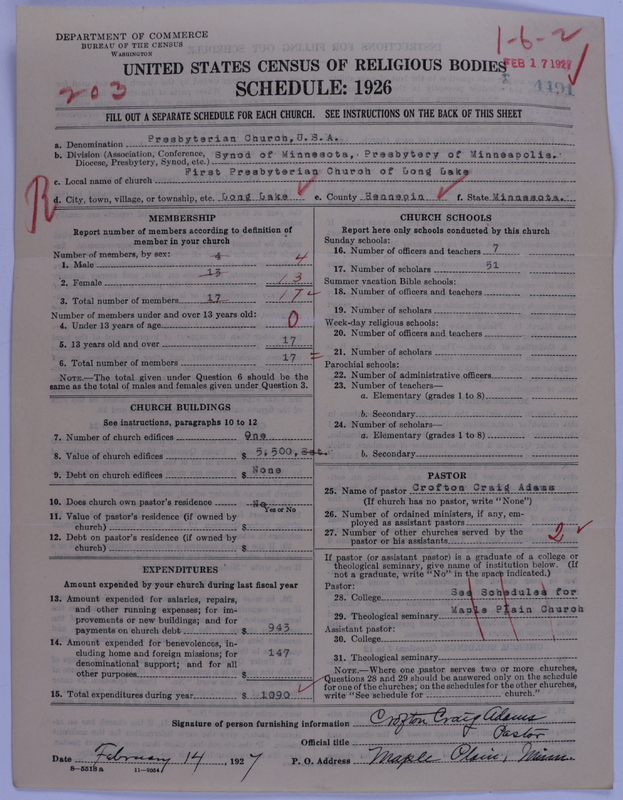 DEPARTMENT OF COMMERCE
BUREAU OF THE CENSUS
WASHINGTON
1-6-2
FEB 17 1927
4491
UNITED STATES CENSUS OF RELIGIOUS BODIES
203
SCHEDULE: 1926
FILL OUT A SEPARATE SCHEDULE FOR EACH CHURCH. SEE INSTRUCTIONS ON THE BACK OF THIS SHEET
a. Denomination Presbyterian Church, U.S.A.
b. Division (Association, Conference, Diocese, Presbytery, Synod, etc.) Synod of Minnesota, Presbytery of Minneapolis.
c. Local name of church First Presbyterian Church of Long Lake
R
d. City, town, village, or township, etc. Long Lake e. County Hennepin f. State Minnesota.
MEMBERSHIP
Report number of members according to definition of
member in your church
Number of members, by sex:
1. Male 4 4
2. Female 13 13
3. Total number of members 17 17
Number of members under and over 13 years old:
4. Under 13 years of age 0
5. 13 years old and over 17
6. Total number of members 17
NOTE.—The total given under Question 6 should be the
same as the total of males and females given under Question 3.
CHURCH BUILDINGS
See instructions, paragraphs 10 to 12
7. Number of church edifices One
8. Value of church edifices $ 5,500, Est.
9. Debt on church edifices $ None
10. Does church own pastor's residence No
Yes or No
11. Value of pastor's residence (if owned by
church) $
12. Debt on pastor's residence (if owned by
church) $
EXPENDITURES
Amount expended by your church during last fiscal year
13. Amount expended for salaries, repairs,
and other running expenses; for im-
provements or new buildings; and for
payments on church debt $ 943
14. Amount expended for benevolences, in-
cluding home and foreign missions; for
denominational support; and for all
other purposes $ 147
15. Total expenditures during year $ 1090
CHURCH SCHOOLS
Report here only schools conducted by this church
Sunday schools:
16. Number of officers and teachers 7
17. Number of scholars 51
Summer vacation Bible schools:
18. Number of officers and teachers
19. Number of scholars
Week-day religious schools:
20. Number of officers and teachers
21. Number of scholars
Parochial schools:
22. Number of administrative officers
23. Number of teachers—
a. Elementary (grades 1 to 8)
b. Secondary
24. Number of scholars—
a. Elementary (grades 1 to 8)
b. Secondary
PASTOR
25. Name of pastor Crofton Craig Adams
(If church has no pastor, write "None")
26. Number of ordained ministers, if any, em-
ployed as assistant pastors
27. Number of other churches served by the
pastor or his assistants 2
If pastor (or assistant pastor) is a graduate of a college or
theological seminary, give name of institution below. (If
not a graduate, write "No" in the space indicated.)
Pastor:
28. College See Schedules for
29. Theological seminary Maple Plain Church
Assistant pastor:
30. College
31. Theological seminary
NOTE.—Where one pastor serves two or more churches,
Questions 28 and 29 should be answered only on the schedule
for one of the churches; on the schedules for the other churches,
write "See schedule for church."
Signature of person furnishing information Crofton Craig Adams
Official title Pastor
Date February 14, 1927 P. O. Address Maple Plain, Minn.
8-5318 a 11-9064